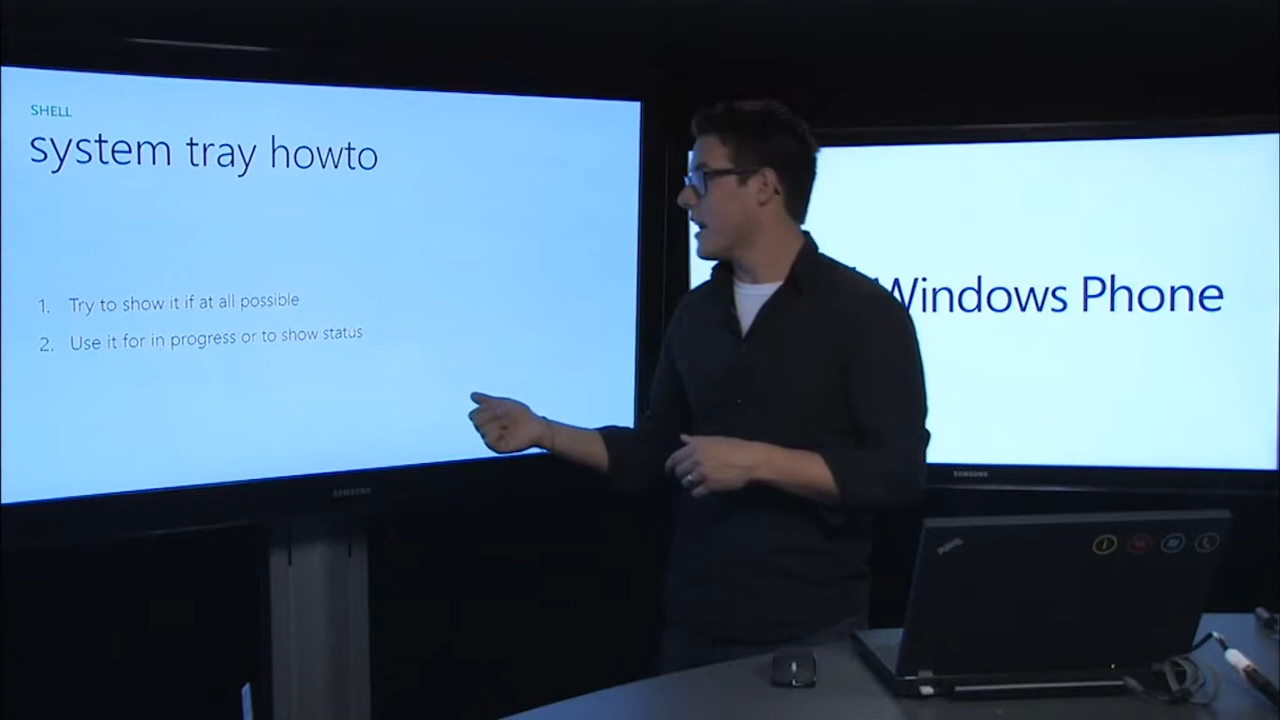 SHELL
system tray howto
1. Try to show it if at all possible
2. Use it for in progress or to show status
SAMSUNG
Windows Phone
SAMSUNG
ThinkPad